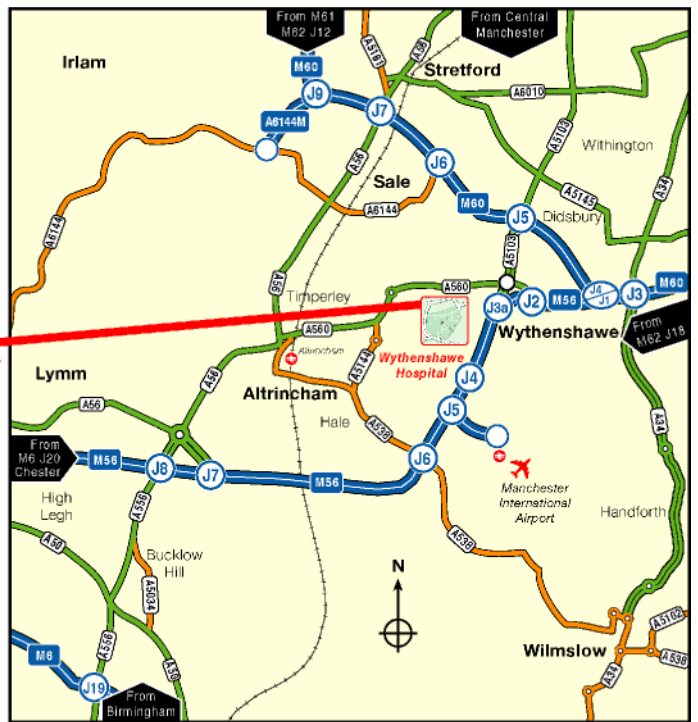 From M61
M62 J12
From Central
Manchester
Irlam
M60
A5181
A56
Stretford
J9
A6010
A6144M
J7
A56
A5103
Withington
J6
Sale
A34
A5145
M60
A6144
A6144
J5
Didsbury
A5103
A56
Timperley
A560
J4
J1
J3
M60
J2
M56
J3a
A560
Wythenshawe
From
M62 J18
Altrincham
A5144
Wythenshawe
Hospital
Lymm
A56
J4
Altrincham
A56
J5
Hale
A538
A34
From
M6 J20
Chester
M56
J8
J7
J6
M56
Manchester
International
Airport
High
Legh
A556
Handforth
A50
Bucklow
Hill
A538
N
A5034
A5102
A556
Wilmslow
A538
M6
A50
A34
J19
From
Birmingham